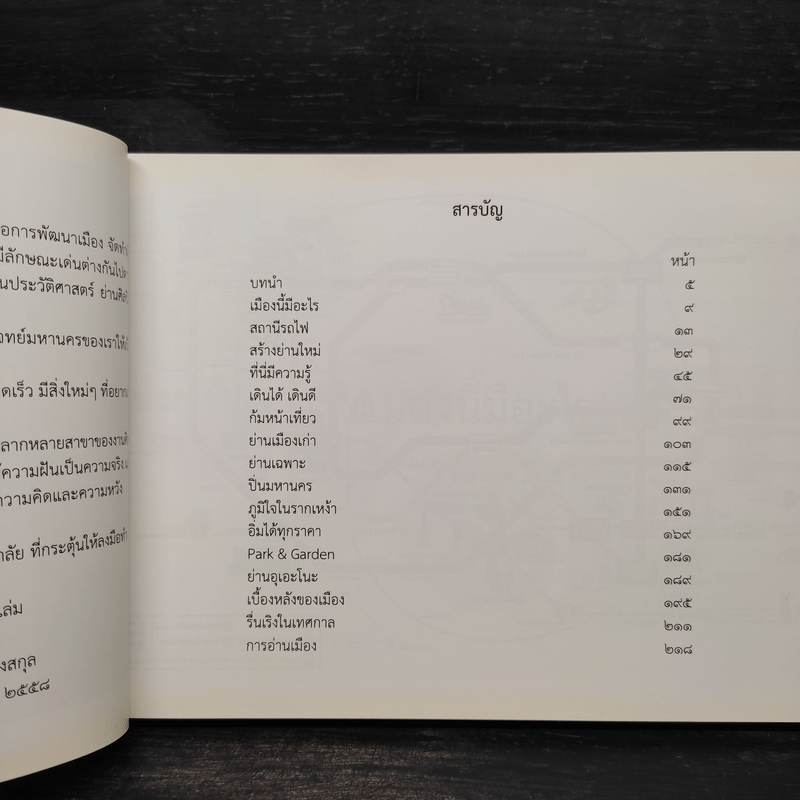 อการพัฒนาเมือง จัดทำ
มีลักษณะเด่นต่างกันไป
นประวัติศาสตร์ ย่าน
มหานครของเราให้
ดเร็ว มีสิ่งใหม่ๆ ที่อยาก
ลากหลายสาขาของงาน
ความฝันเป็นความจริง
ความคิดและความหวัง
ลัย ที่กระตุ้นให้ลงมือทำ
เล่ม
งสกุล
๒๕๕๘
สารบัญ
หน้า
บทนำ ๕
เมืองนี้มีอะไร ๙
สถานีรถไฟ ๑๓
สร้างย่านใหม่ ๒๙
ที่นี่มีความรู้ ๔๕
เดินได้ เดินดี ๗๑
ก้มหน้าเที่ยว ๙๙
ย่านเมืองเก่า ๑๐๓
ย่านเฉพาะ ๑๑๕
ปั่นมหานคร ๑๓๑
ภูมิใจในรากเหง้า ๑๕๑
อิ่มได้ทุกราคา ๑๖๙
Park & Garden ๑๘๑
ย่านอุเอะโนะ ๑๘๙
เบื้องหลังของเมือง ๑๙๕
รื่นเริงในเทศกาล ๒๑๑
การอ่านเมือง ๒๑๘